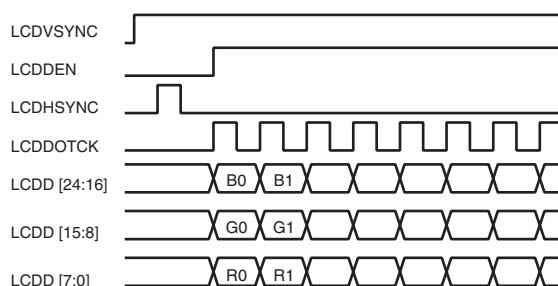 LCDVSYNC
LCDDEN
LCDHSYNC
LCDDOTCK
LCDD [24:16] B0 B1
LCDD [15:8] G0 G1
LCDD [7:0] R0 R1